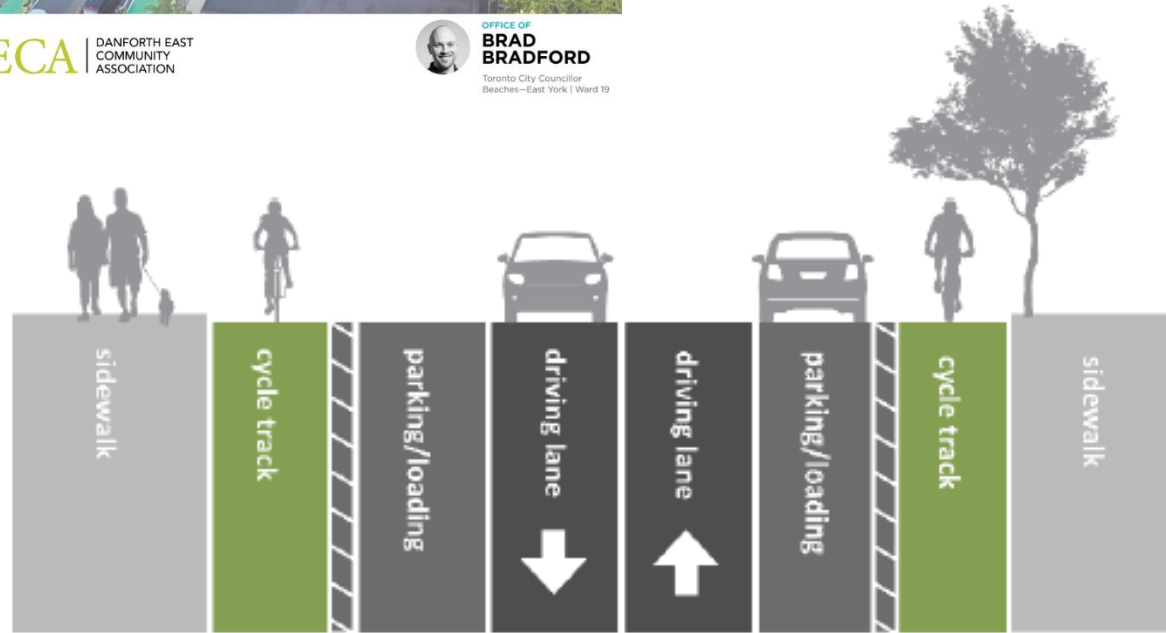 ECA
DANFORTH EAST
COMMUNITY
ASSOCIATION
OFFICE OF
BRAD
BRADFORD
Toronto City Councillor
Beaches—East York | Ward 19
sidewalk
cycle track
parking/loading
driving lane
driving lane
parking/loading
cycle track
sidewalk